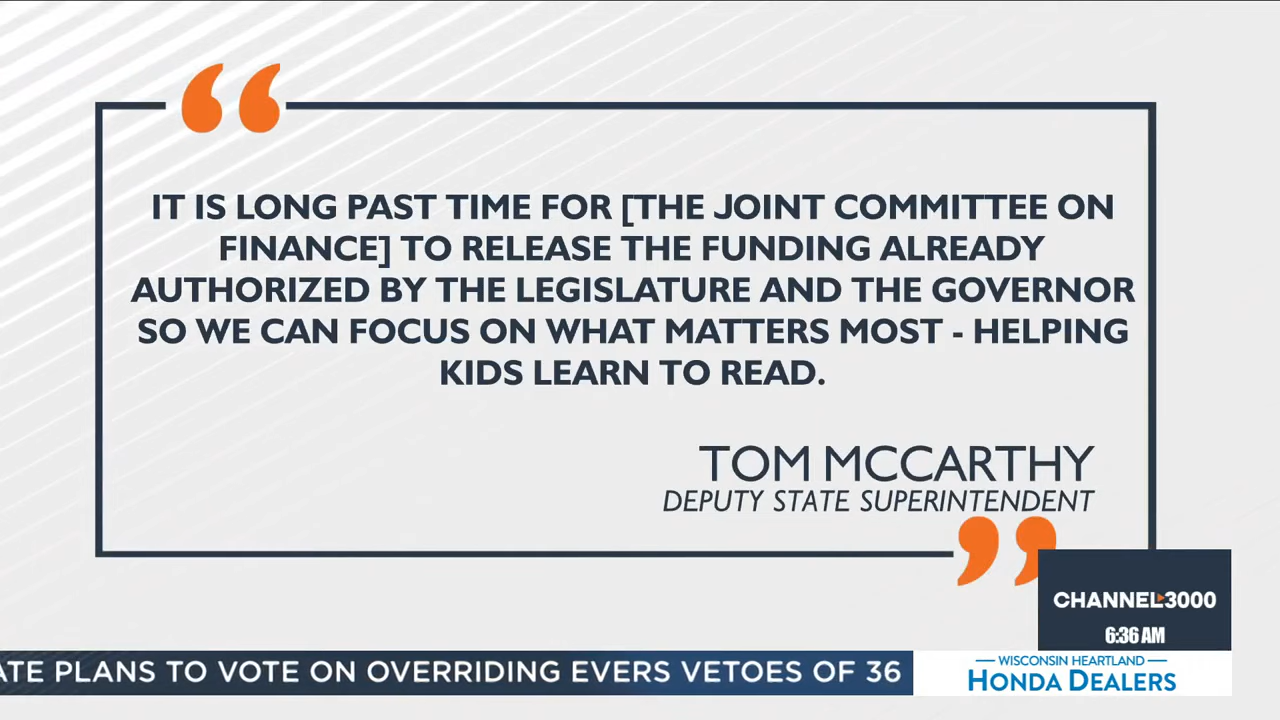 IT IS LONG PAST TIME FOR [THE JOINT COMMITTEE ON
FINANCE] TO RELEASE THE FUNDING ALREADY
AUTHORIZED BY THE LEGISLATURE AND THE GOVERNOR
SO WE CAN FOCUS ON WHAT MATTERS MOST - HELPING
KIDS LEARN TO READ.
TOM MCCARTHY
DEPUTY STATE SUPERINTENDENT
CHANNEL3000
6:36 AM
ATE PLANS TO VOTE ON OVERRIDING EVERS VETOES OF 36
WISCONSIN HEARTLAND
HONDA DEALERS